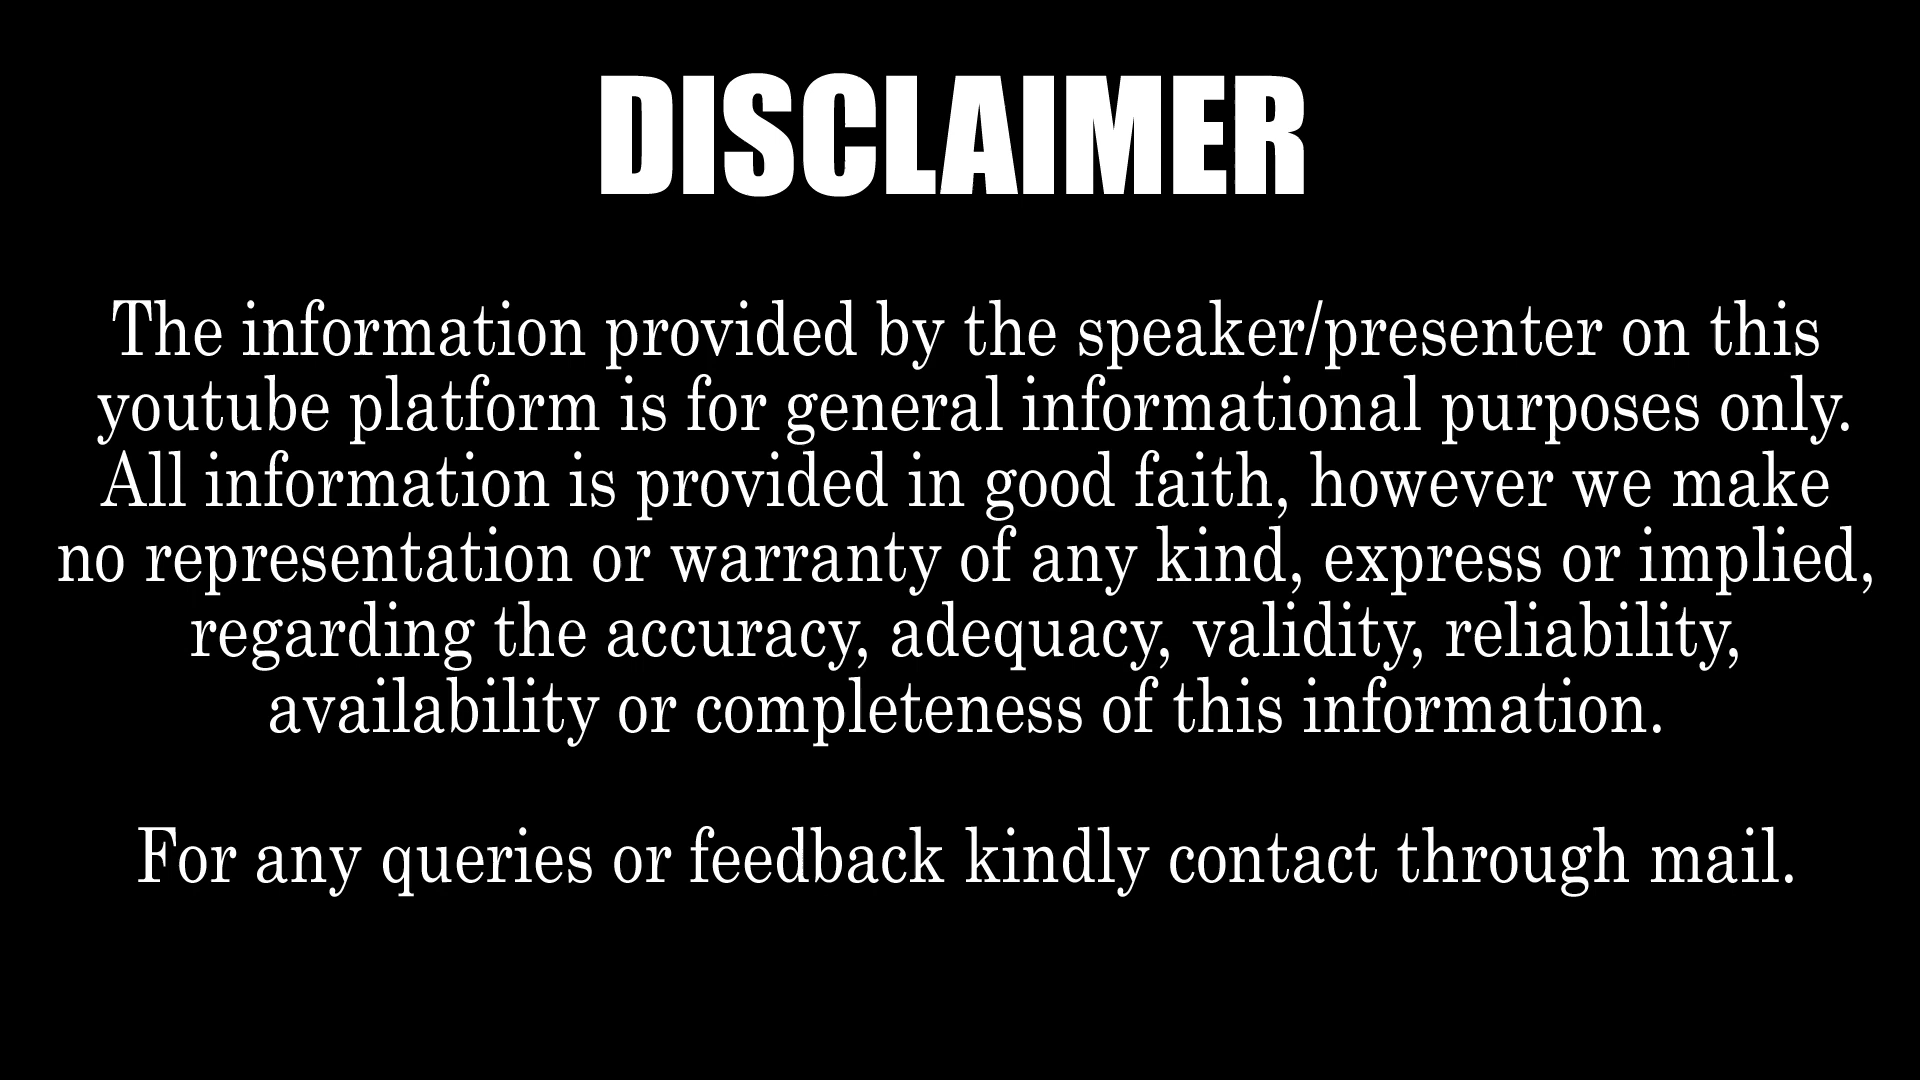 DISCLAIMER
The information provided by the speaker/presenter on this
youtube platform is for general informational purposes only.
All information is provided in good faith, however we make
no representation or warranty of any kind, express or implied,
regarding the accuracy, adequacy, validity, reliability,
availability or completeness of this information.
For any queries or feedback kindly contact through mail.